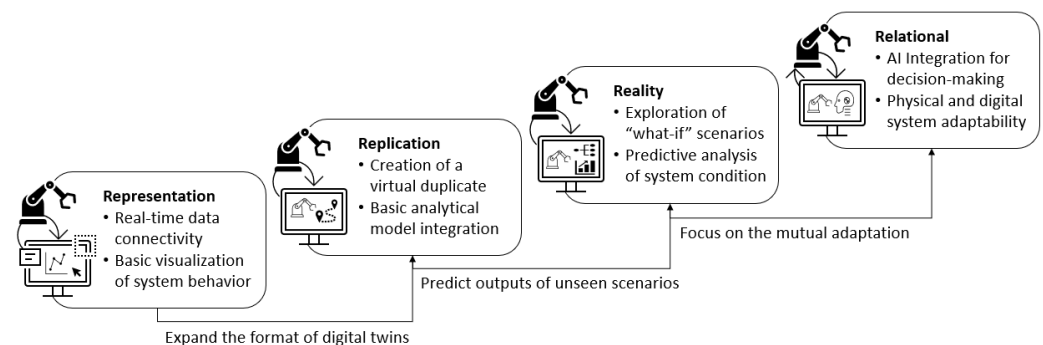 Representation
• Real-time data
connectivity
• Basic visualization
of system behavior
Expand the format of digital twins
Replication
• Creation of a
virtual duplicate
• Basic analytical
model integration
Predict outputs of unseen scenarios
Reality
• Exploration of
“what-if” scenarios
• Predictive analysis
of system condition
Focus on the mutual adaptation
Relational
• AI Integration for
decision-making
• Physical and digital
system adaptability